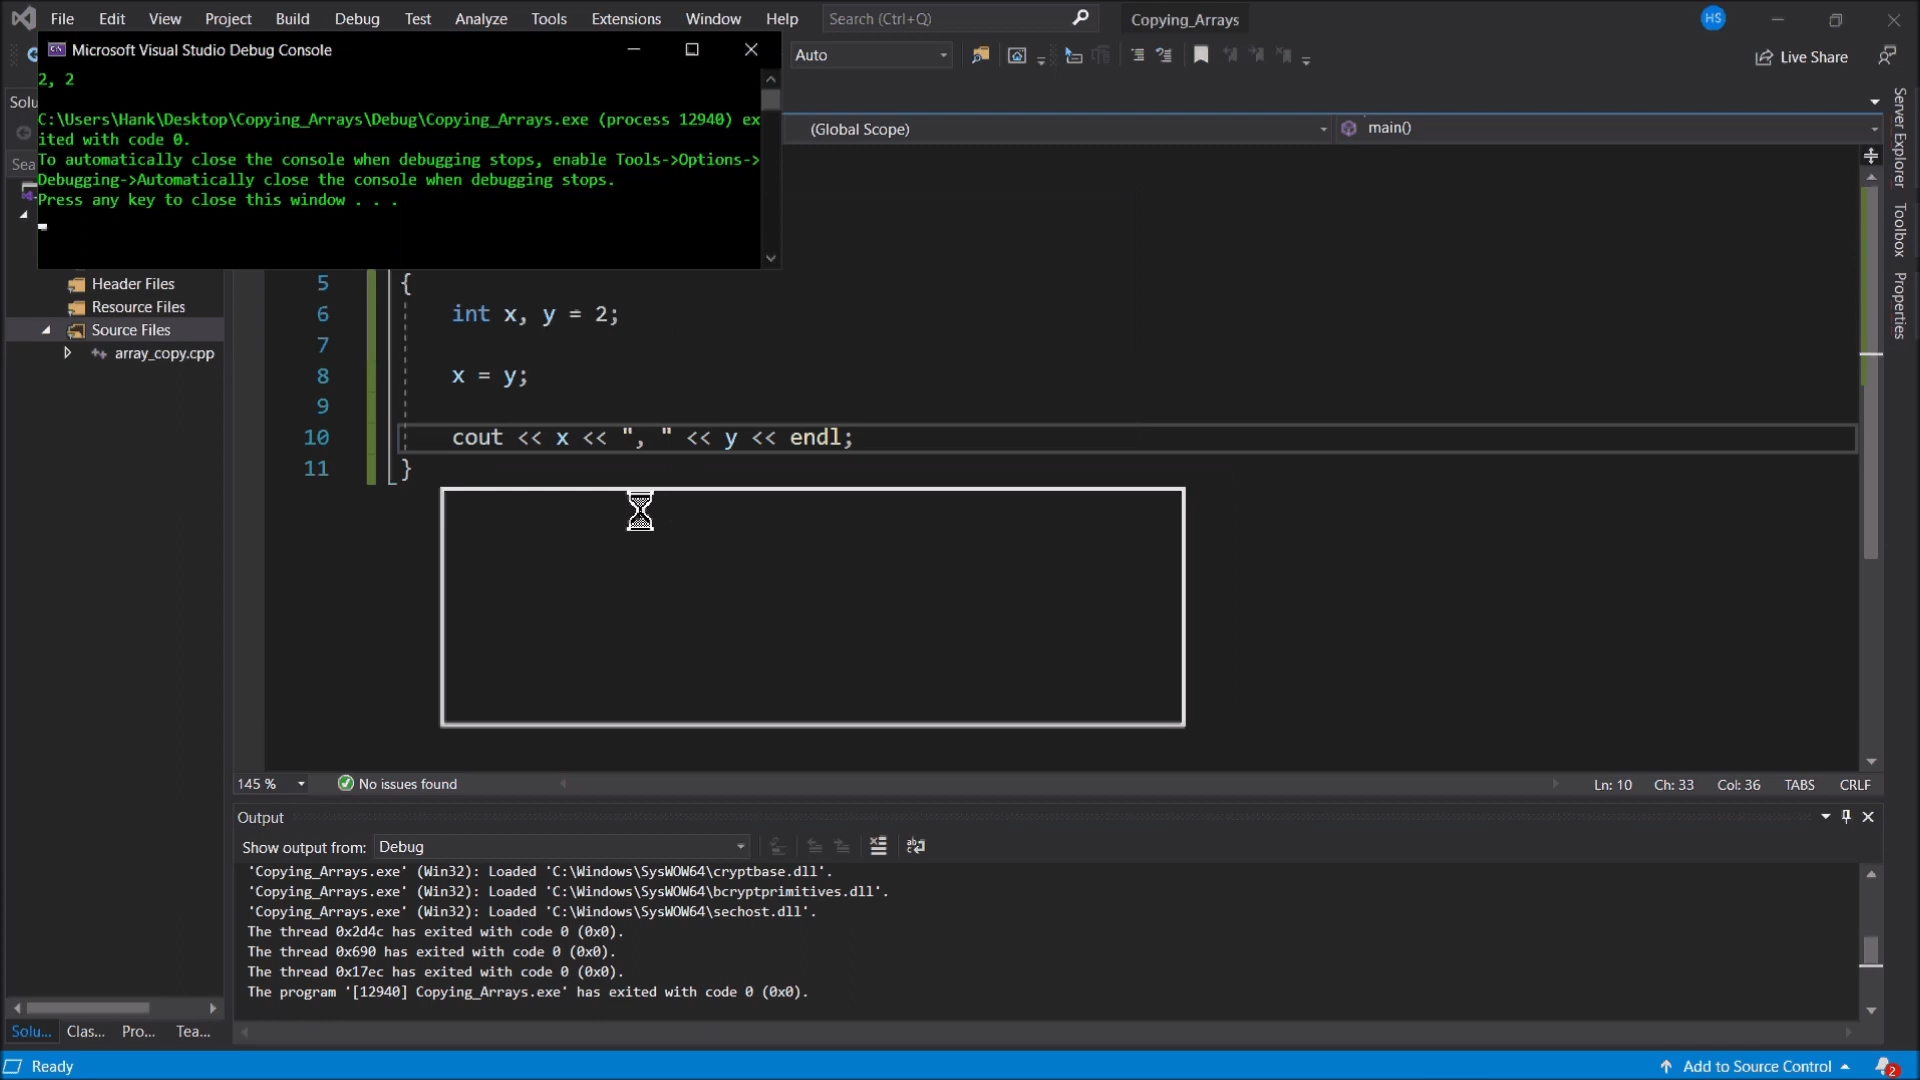 File Edit View Project Build Debug Test Analyze Tools Extensions Window Help Search (Ctrl+Q) Copying_Arrays HS
Microsoft Visual Studio Debug Console
Auto
Live Share
2, 2
C:\Users\Hank\Desktop\Copying_Arrays\Debug\Copying_Arrays.exe (process 12940) ex
ited with code 0.
To automatically close the console when debugging stops, enable Tools->Options->
Debugging->Automatically close the console when debugging stops.
Press any key to close this window . . .
Solu
Sea
(Global Scope) main()
Server Explorer
Toolbox
Properties
Header Files
Resource Files
Source Files
array_copy.cpp
5 {
6 int x, y = 2;
7
8 x = y;
9
10 cout << x << ", " << y << endl;
11 }
145 % No issues found Ln: 10 Ch: 33 Col: 36 TABS CRLF
Output
Show output from: Debug
'Copying_Arrays.exe' (Win32): Loaded 'C:\Windows\SysWOW64\cryptbase.dll'.
'Copying_Arrays.exe' (Win32): Loaded 'C:\Windows\SysWOW64\bcryptprimitives.dll'.
'Copying_Arrays.exe' (Win32): Loaded 'C:\Windows\SysWOW64\sechost.dll'.
The thread 0x2d4c has exited with code 0 (0x0).
The thread 0x690 has exited with code 0 (0x0).
The thread 0x17ec has exited with code 0 (0x0).
The program '[12940] Copying_Arrays.exe' has exited with code 0 (0x0).
Solu... Clas... Pro... Tea...
Ready Add to Source Control 2